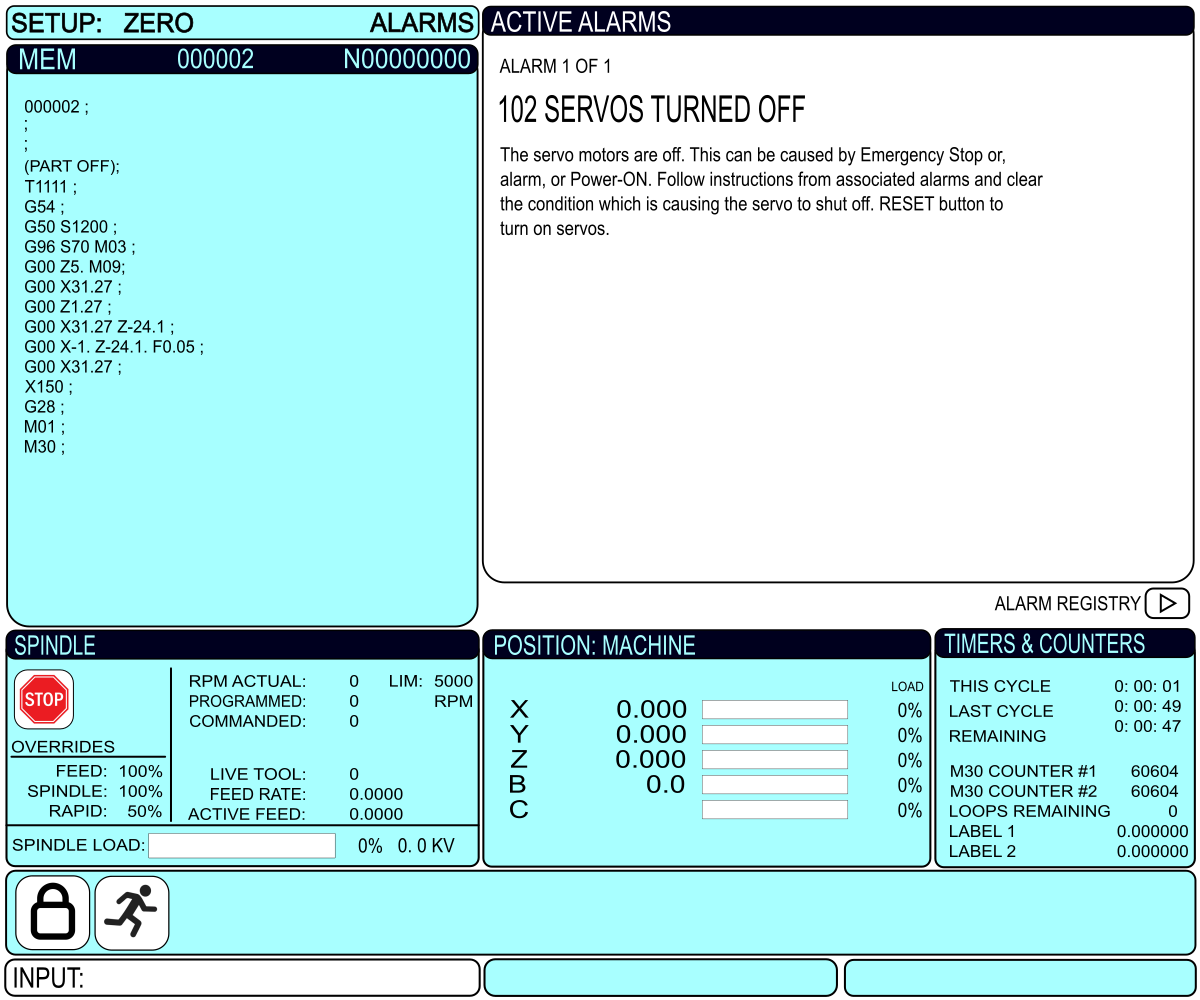 SETUP: ZERO ALARMS
MEM 000002 N00000000
000002 ;
;
;
(PART OFF);
T1111 ;
G54 ;
G50 S1200 ;
G96 S70 M03 ;
G00 Z5. M09;
G00 X31.27 ;
G00 Z1.27 ;
G00 X31.27 Z-24.1 ;
G00 X-1. Z-24.1. F0.05 ;
G00 X31.27 ;
X150 ;
G28 ;
M01 ;
M30 ;
ACTIVE ALARMS
ALARM 1 OF 1
102 SERVOS TURNED OFF
The servo motors are off. This can be caused by Emergency Stop or,
alarm, or Power-ON. Follow instructions from associated alarms and clear
the condition which is causing the servo to shut off. RESET button to
turn on servos.
ALARM REGISTRY
SPINDLE
STOP
OVERRIDES
FEED: 100%
SPINDLE: 100%
RAPID: 50%
RPM ACTUAL: 0 LIM: 5000
PROGRAMMED: 0 RPM
COMMANDED: 0
LIVE TOOL: 0
FEED RATE: 0.0000
ACTIVE FEED: 0.0000
SPINDLE LOAD: 0% 0. 0 KV
POSITION: MACHINE
LOAD
X 0.000 0%
Y 0.000 0%
Z 0.000 0%
B 0.0 0%
C 0%
TIMERS & COUNTERS
THIS CYCLE 0: 00: 01
LAST CYCLE 0: 00: 49
REMAINING 0: 00: 47
M30 COUNTER #1 60604
M30 COUNTER #2 60604
LOOPS REMAINING 0
LABEL 1 0.000000
LABEL 2 0.000000
INPUT: